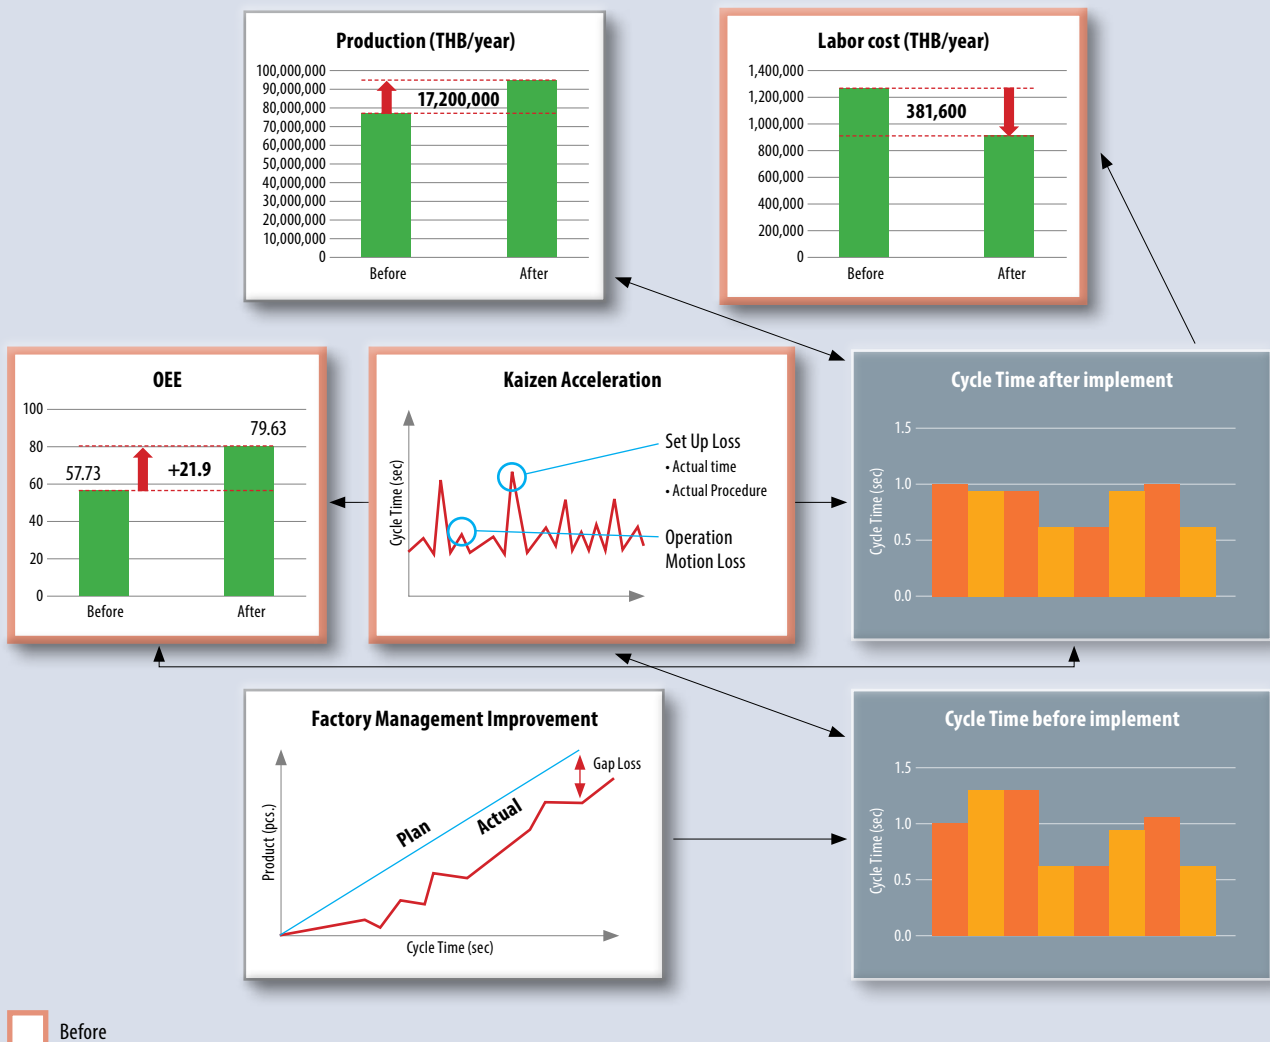 Production (THB/year)
100,000,000
90,000,000
80,000,000
70,000,000
60,000,000
50,000,000
40,000,000
30,000,000
20,000,000
10,000,000
0
17,200,000
Before After
Labor cost (THB/year)
1,400,000
1,200,000
1,000,000
800,000
600,000
400,000
200,000
0
381,600
Before After
OEE
100
80
60
40
20
0
57.73
+21.9
79.63
Before After
Kaizen Acceleration
Cycle Time (sec)
Set Up Loss
• Actual time
• Actual Procedure
Operation
Motion Loss
Cycle Time after implement
Cycle Time (sec)
1.5
1.0
0.5
0.0
Factory Management Improvement
Product (pcs.)
Plan
Actual
Gap Loss
Cycle Time (sec)
Cycle Time before implement
Cycle Time (sec)
1.5
1.0
0.5
0.0
Before